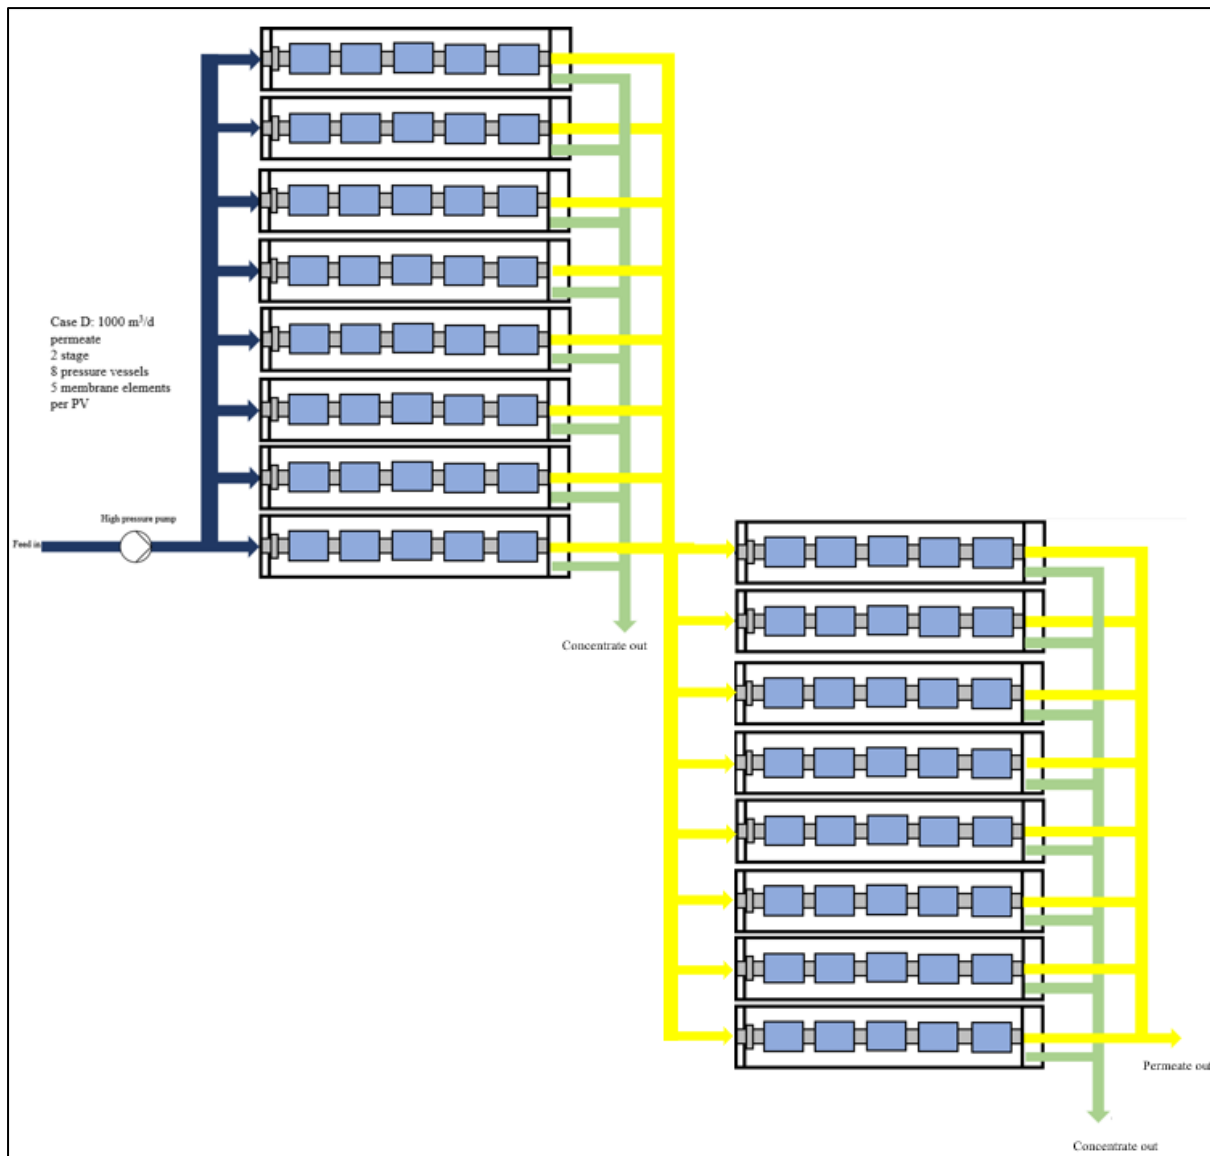 Case D: 1000 m³/d
permeate
2 stage
8 pressure vessels
5 membrane elements
per PV
High pressure pump
Feed in
Concentrate out
Permeate out
Concentrate out